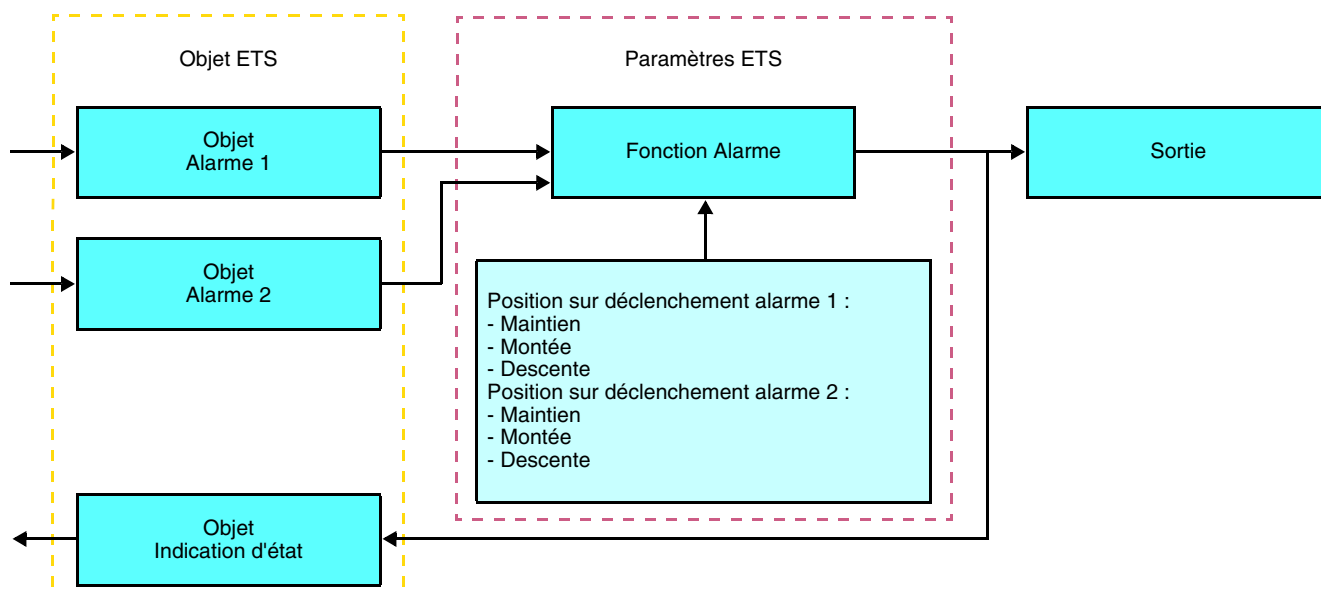 Objet ETS
Paramètres ETS
Objet
Alarme 1
Fonction Alarme
Sortie
Objet
Alarme 2
Position sur déclenchement alarme 1 :
- Maintien
- Montée
- Descente
Position sur déclenchement alarme 2 :
- Maintien
- Montée
- Descente
Objet
Indication d'état